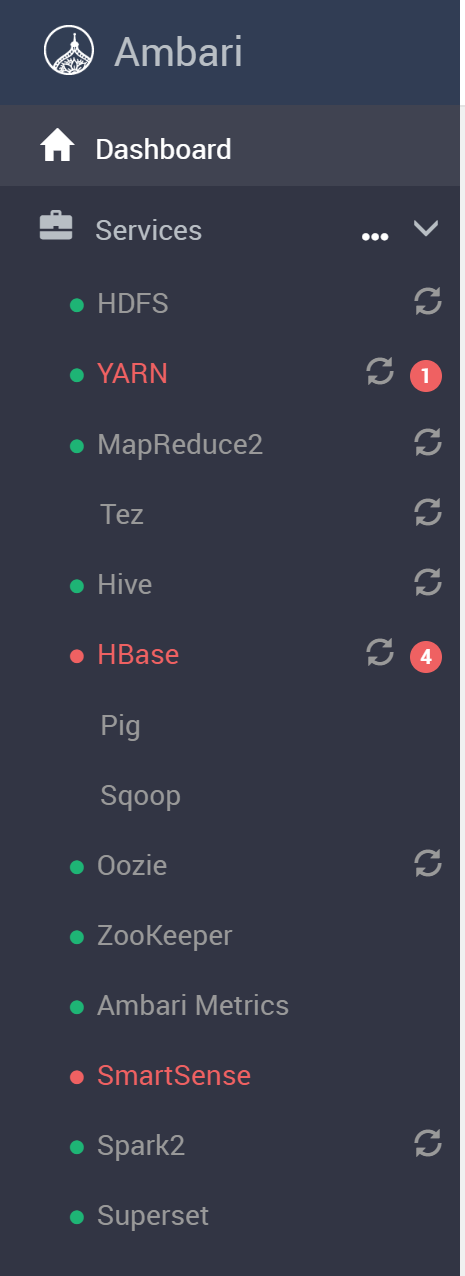 Ambari
Dashboard
Services ...
HDFS
YARN 1
MapReduce2
Tez
Hive
HBase 4
Pig
Sqoop
Oozie
ZooKeeper
Ambari Metrics
SmartSense
Spark2
Superset